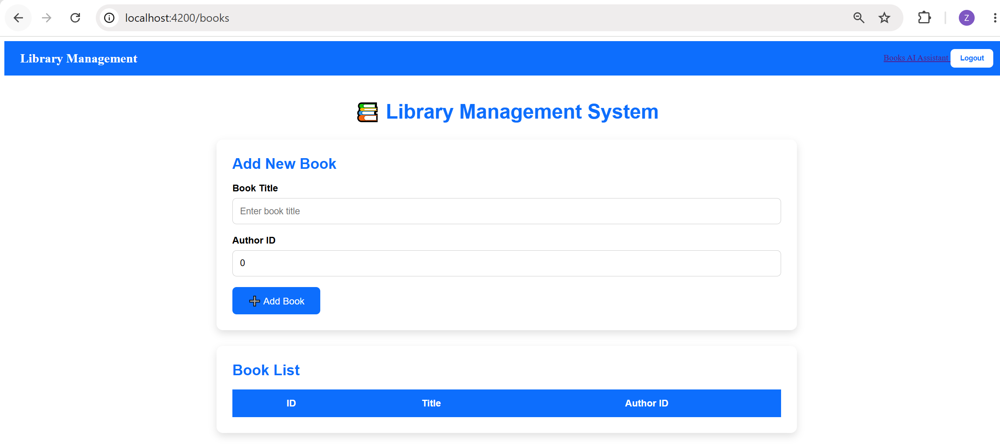 localhost:4200/books
Z
Library Management
Books AI Assistant Logout
Library Management System
Add New Book
Book Title
Enter book title
Author ID
0
Add Book
Book List
ID Title Author ID